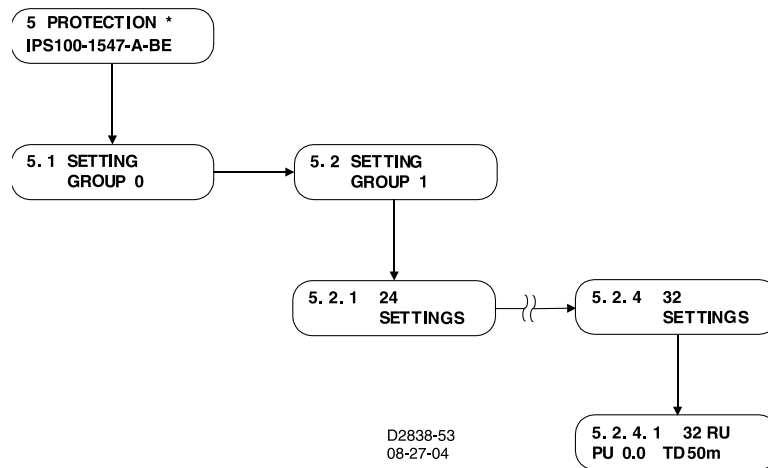 5 PROTECTION *
IPS100-1547-A-BE
5. 1 SETTING
GROUP 0
5. 2 SETTING
GROUP 1
5. 2. 1 24
SETTINGS
5. 2. 4 32
SETTINGS
5. 2. 4. 1 32 RU
PU 0.0 TD 50m
D2838-53
08-27-04